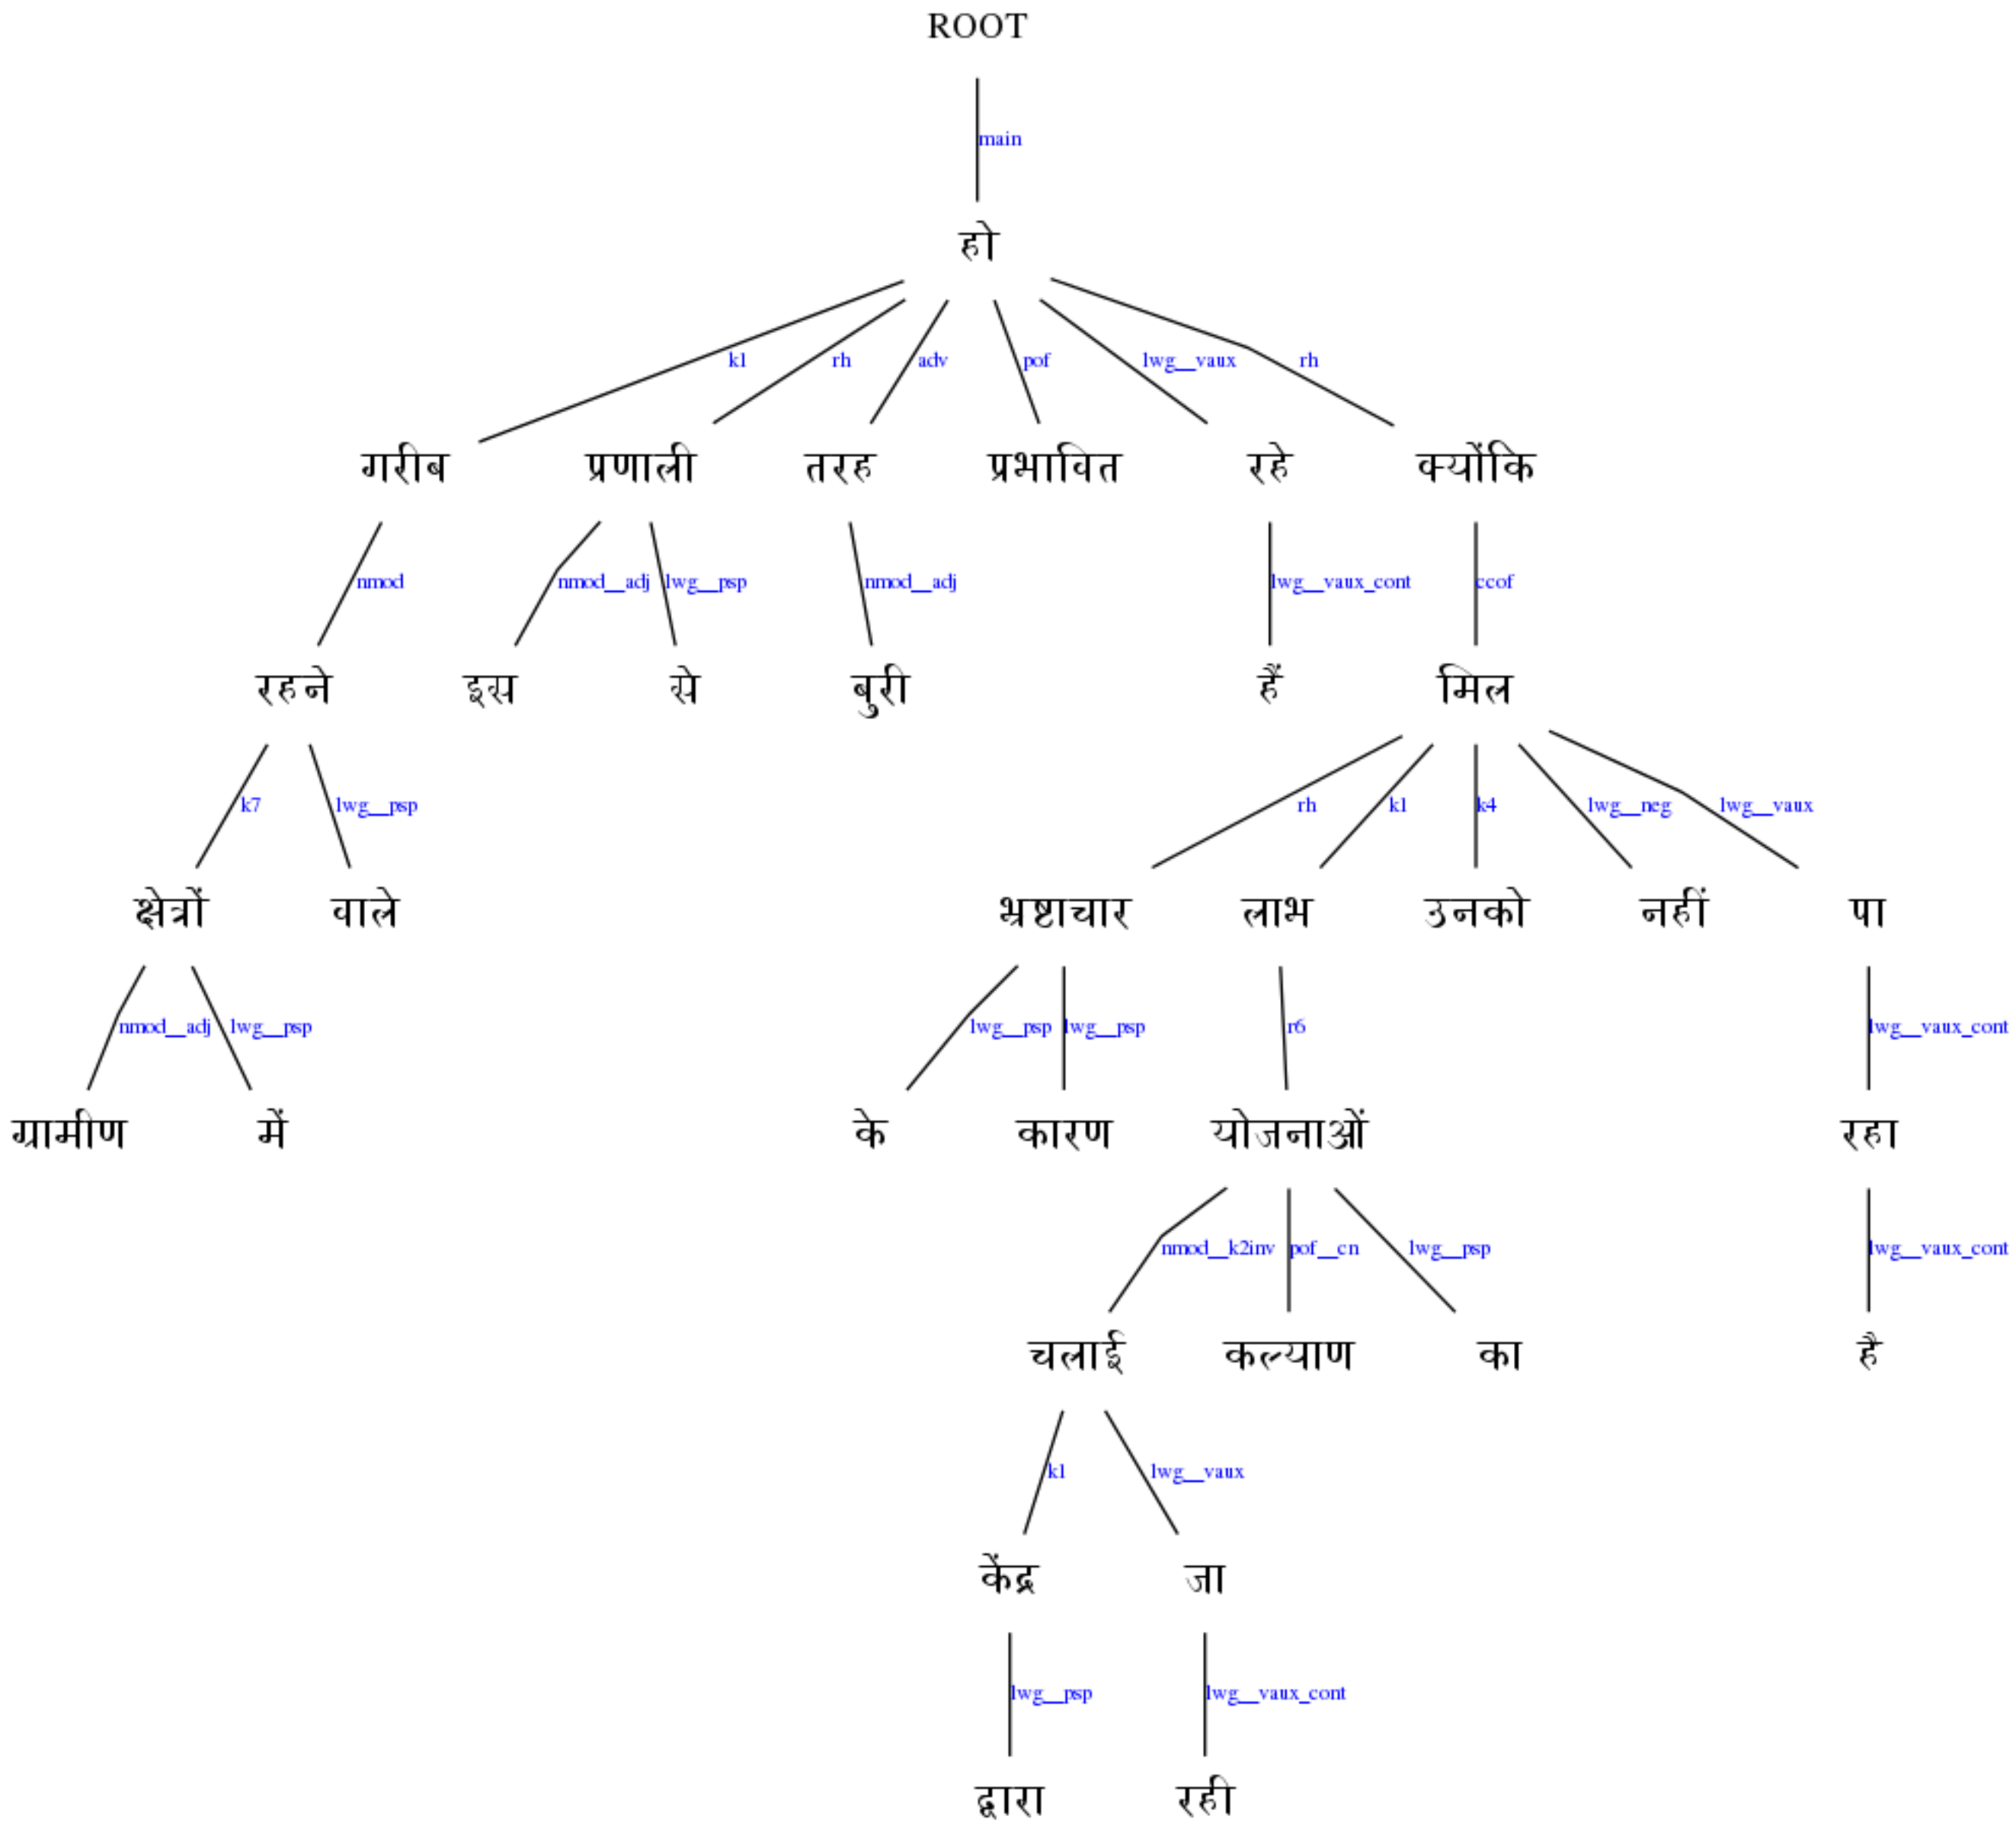 ROOT
main
हो
k1 rh adv pof lwg__vaux rh
गरीब प्रणाली तरह प्रभावित रहे क्योंकि
nmod nmod__adj lwg__psp nmod__adj lwg__vaux_cont ccof
रहने इस से बुरी हैं मिल
k7 lwg__psp rh k1 k4 lwg__neg lwg__vaux
क्षेत्रों वाले भ्रष्टाचार लाभ उनको नहीं पा
nmod__adj lwg__psp lwg__psp lwg__psp r6 lwg__vaux_cont
ग्रामीण में के कारण योजनाओं रहा
nmod__k2inv pof__cn lwg__psp lwg__vaux_cont
चलाई कल्याण का है
k1 lwg__vaux
केंद्र जा
lwg__psp lwg__vaux_cont
द्वारा रही